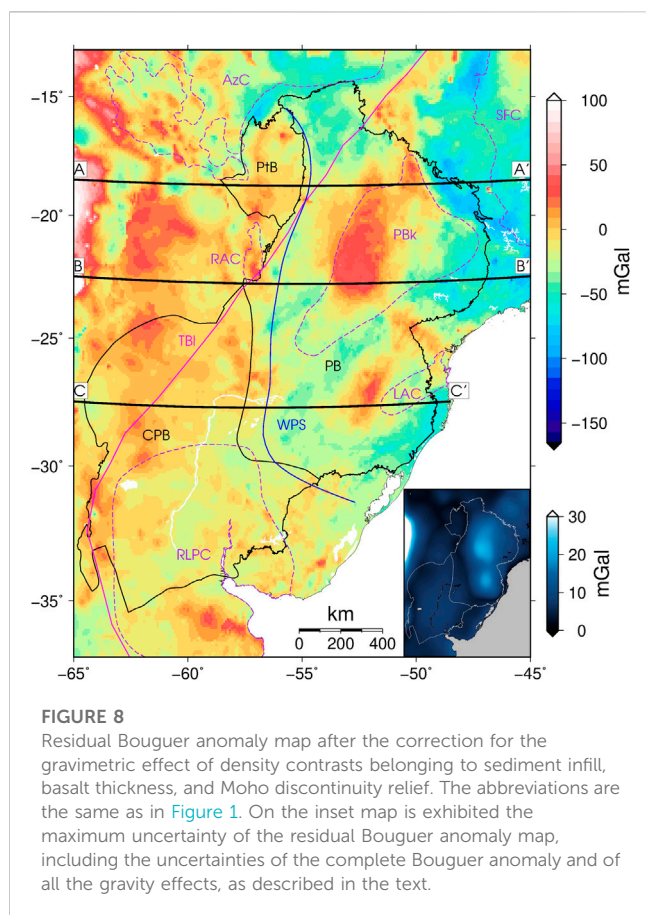 AzC
−15°
SFC
PtB
A
A'
−20°
PBk
RAC
B
B'
TBl
−25°
PB
LAC
C
C'
WPS
CPB
−30°
RLPC
−35°
km
0 200 400
−65°
−60°
−55°
−50°
−45°
100
50
0
−50
−100
−150
mGal
30
20
10
0
mGal
FIGURE 8
Residual Bouguer anomaly map after the correction for the
gravimetric effect of density contrasts belonging to sediment infill,
basalt thickness, and Moho discontinuity relief. The abbreviations are
the same as in Figure 1. On the inset map is exhibited the
maximum uncertainty of the residual Bouguer anomaly map,
including the uncertainties of the complete Bouguer anomaly and of
all the gravity effects, as described in the text.